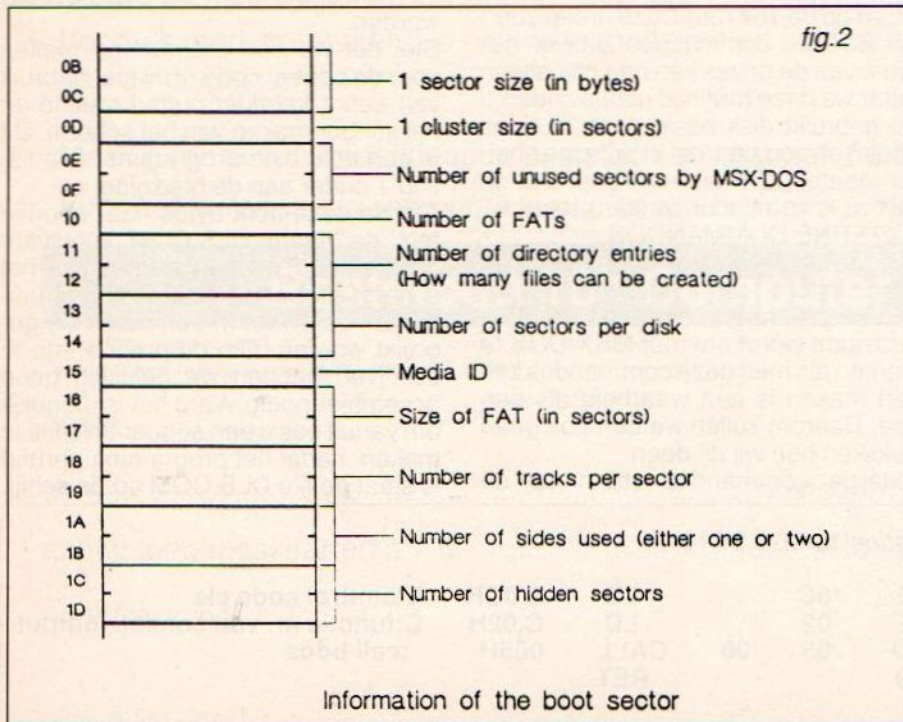 fig.2
0B
0C
1 sector size (in bytes)
0D
1 cluster size (in sectors)
0E
0F
Number of unused sectors by MSX-DOS
10
Number of FATs
11
12
Number of directory entries
(How many files can be created)
13
14
Number of sectors per disk
15
Media ID
16
17
Size of FAT (in sectors)
18
19
Number of tracks per sector
1A
1B
Number of sides used (either one or two)
1C
1D
Number of hidden sectors
Information of the boot sector